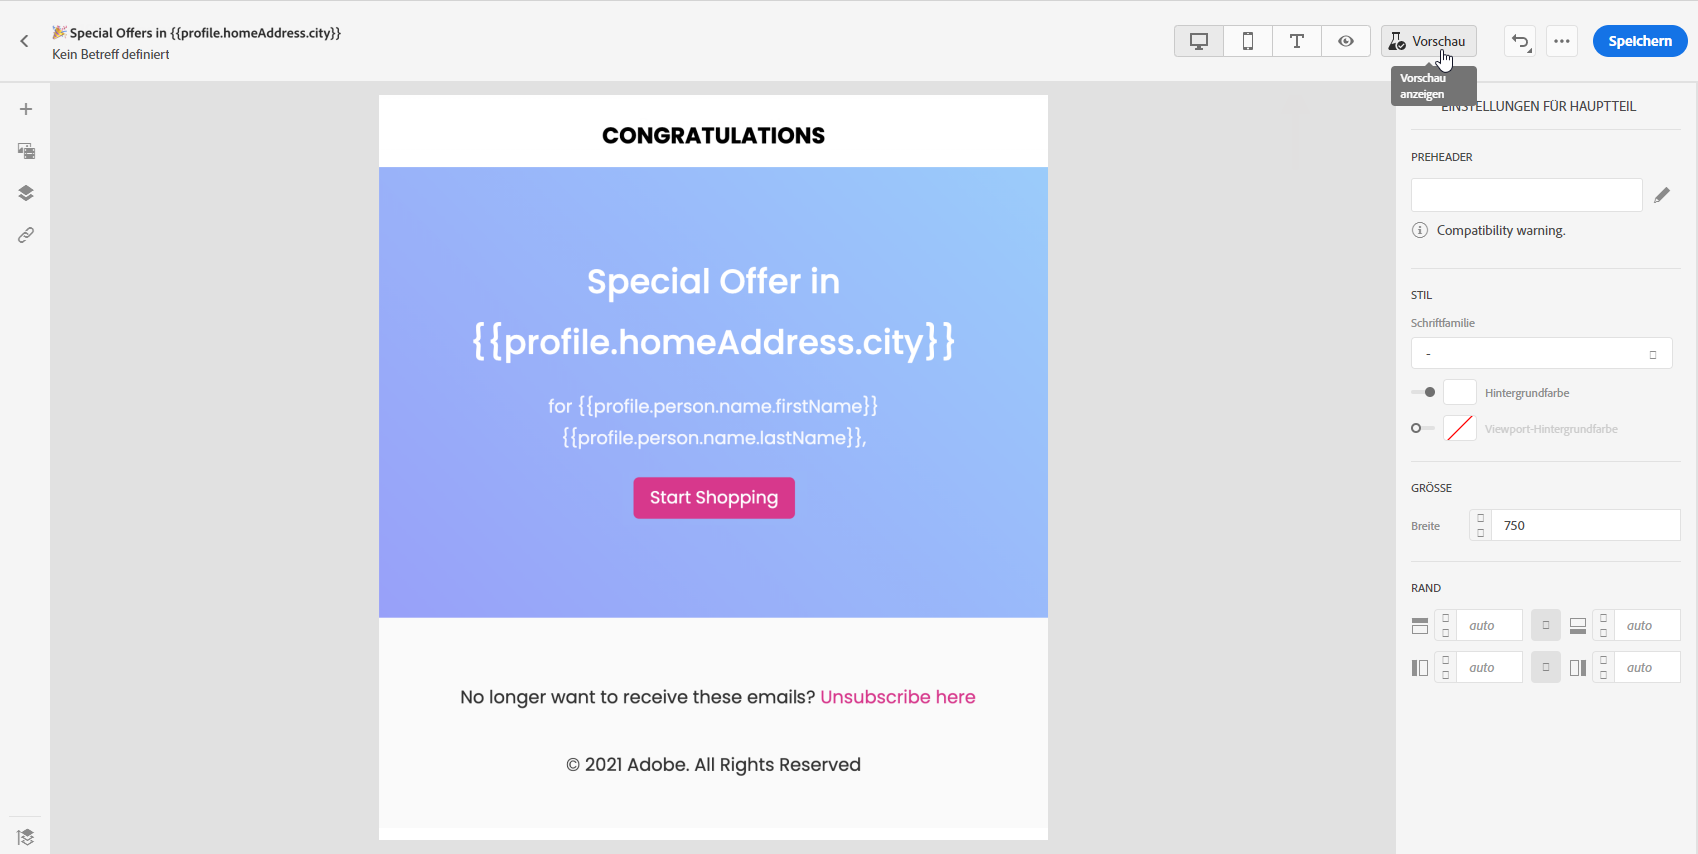 🎉 Special Offers in {{profile.homeAddress.city}}
Kein Betreff definiert
Vorschau
Speichern
Vorschau
anzeigen
EINSTELLUNGEN FÜR HAUPTTEIL
CONGRATULATIONS
Special Offer in
{{profile.homeAddress.city}}
for {{profile.person.name.firstName}}
{{profile.person.name.lastName}},
Start Shopping
No longer want to receive these emails? Unsubscribe here
© 2021 Adobe. All Rights Reserved
PREHEADER
Compatibility warning.
STIL
Schriftfamilie
-
Hintergrundfarbe
Viewport-Hintergrundfarbe
GRÖSSE
Breite 750
RAND
auto auto
auto auto